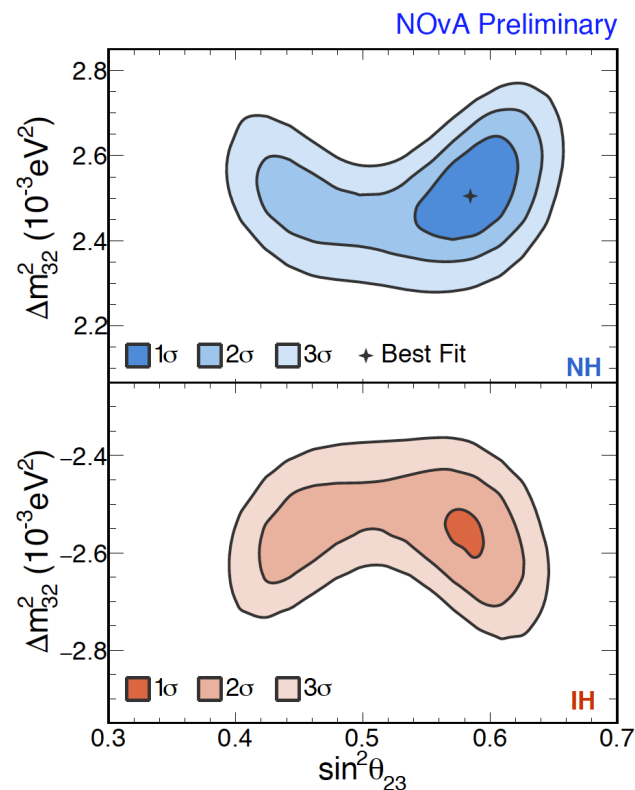 NOvA Preliminary
2.8
2.6
2.4
2.2
Δm²₃₂ (10⁻³eV²)
1σ 2σ 3σ Best Fit
NH
−2.4
−2.6
−2.8
Δm²₃₂ (10⁻³eV²)
1σ 2σ 3σ
IH
0.3 0.4 0.5 0.6 0.7
sin²θ₂₃